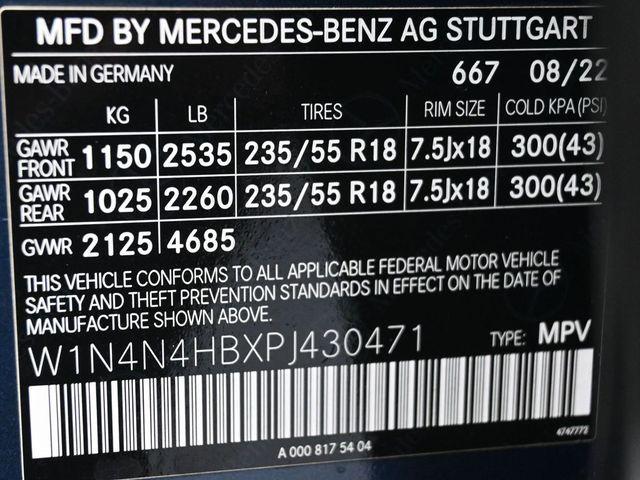 MFD BY MERCEDES-BENZ AG STUTTGART
MADE IN GERMANY 667 08/22
KG LB TIRES RIM SIZE COLD KPA (PSI)
GAWR FRONT 1150 2535 235/55 R18 7.5Jx18 300(43)
GAWR REAR 1025 2260 235/55 R18 7.5Jx18 300(43)
GVWR 2125 4685
THIS VEHICLE CONFORMS TO ALL APPLICABLE FEDERAL MOTOR VEHICLE
SAFETY AND THEFT PREVENTION STANDARDS IN EFFECT ON THE DATE OF
MANUFACTURE SHOWN ABOVE.
W1N4N4HBXPJ430471 TYPE: MPV
A 000 817 54 04 4747772